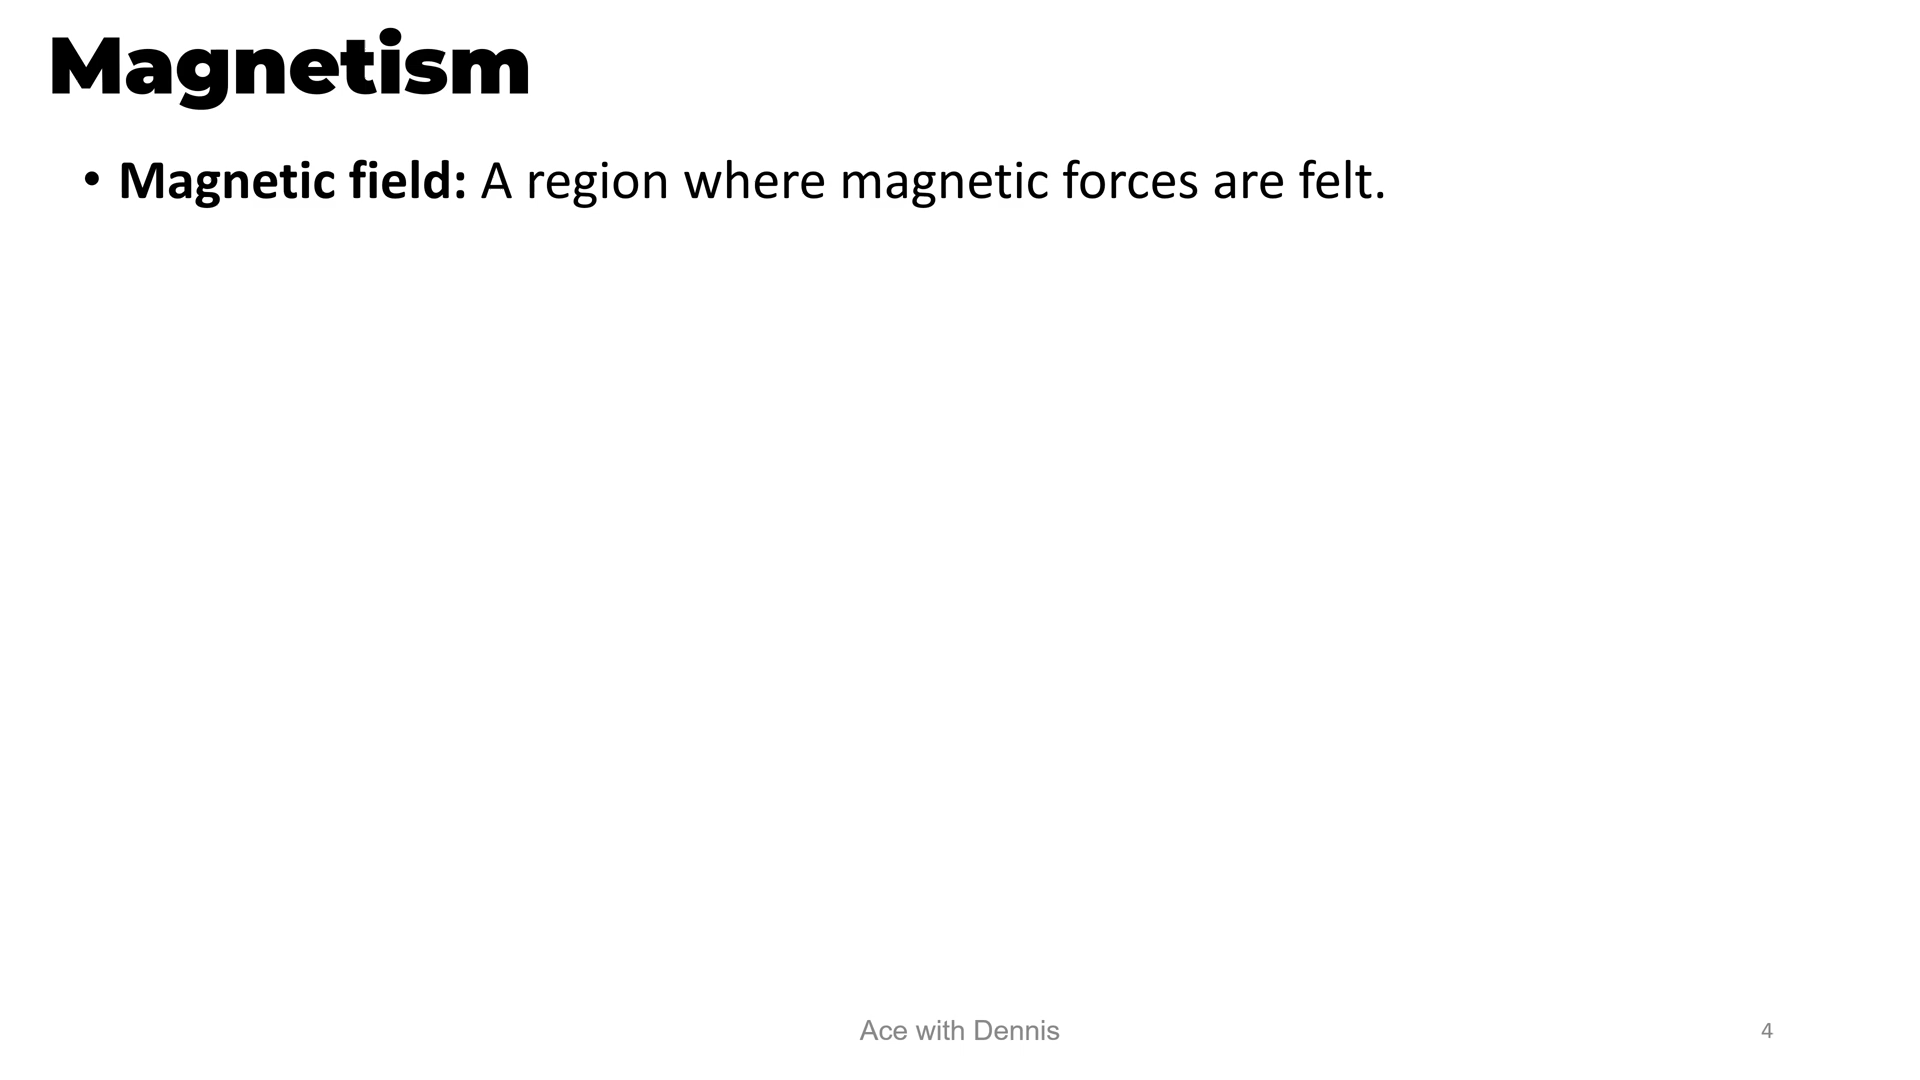 Magnetism
• Magnetic field: A region where magnetic forces are felt.
Ace with Dennis
4